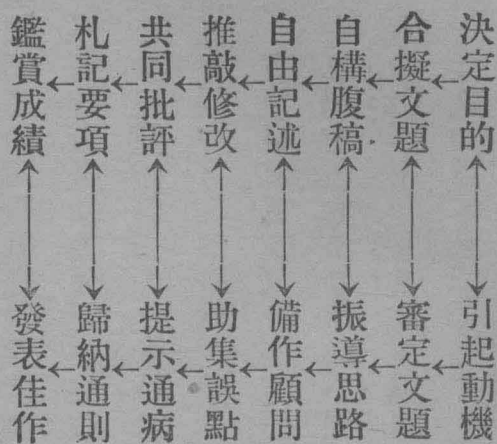 決定目的
合擬文題
自構腹稿
自由記述
推敲修改
共同批評
札記要項
鑑賞成績
引起動機
審定文題
振導思路
備作顧問
助集誤點
提示通病
歸納通則
發表佳作